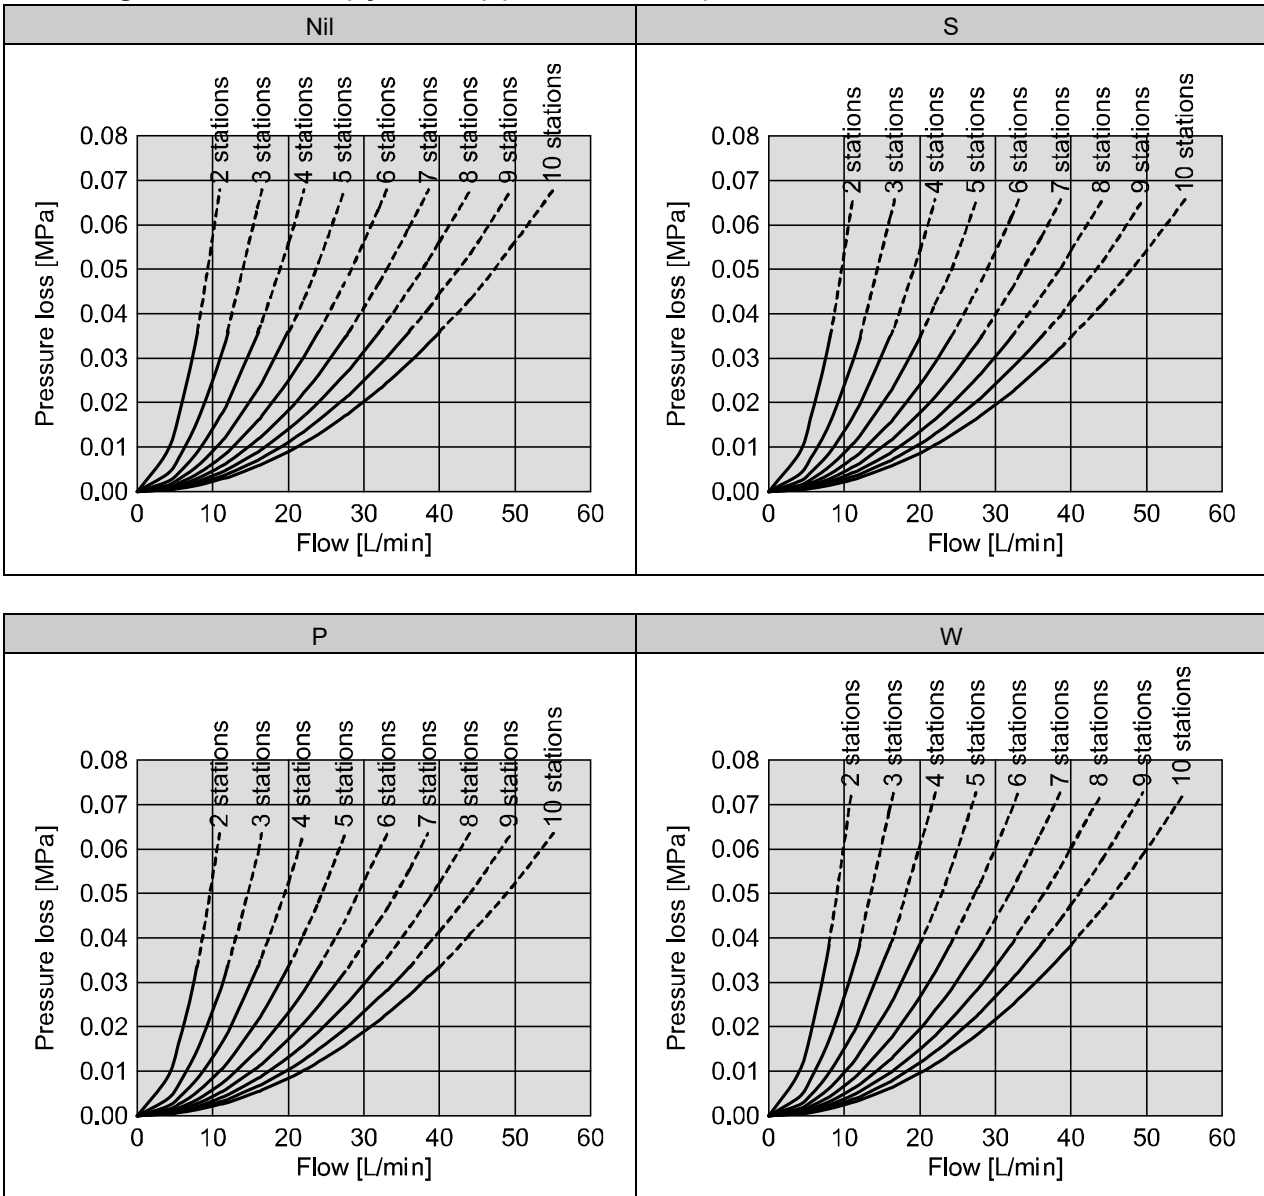 Nil
S
2 stations
3 stations
4 stations
5 stations
6 stations
7 stations
8 stations
9 stations
10 stations
0.08
0.07
0.06
0.05
0.04
0.03
0.02
0.01
0.00
Pressure loss [MPa]
0 10 20 30 40 50 60
Flow [L/min]
2 stations
3 stations
4 stations
5 stations
6 stations
7 stations
8 stations
9 stations
10 stations
0.08
0.07
0.06
0.05
0.04
0.03
0.02
0.01
0.00
Pressure loss [MPa]
0 10 20 30 40 50 60
Flow [L/min]
P
W
2 stations
3 stations
4 stations
5 stations
6 stations
7 stations
8 stations
9 stations
10 stations
0.08
0.07
0.06
0.05
0.04
0.03
0.02
0.01
0.00
Pressure loss [MPa]
0 10 20 30 40 50 60
Flow [L/min]
2 stations
3 stations
4 stations
5 stations
6 stations
7 stations
8 stations
9 stations
10 stations
0.08
0.07
0.06
0.05
0.04
0.03
0.02
0.01
0.00
Pressure loss [MPa]
0 10 20 30 40 50 60
Flow [L/min]